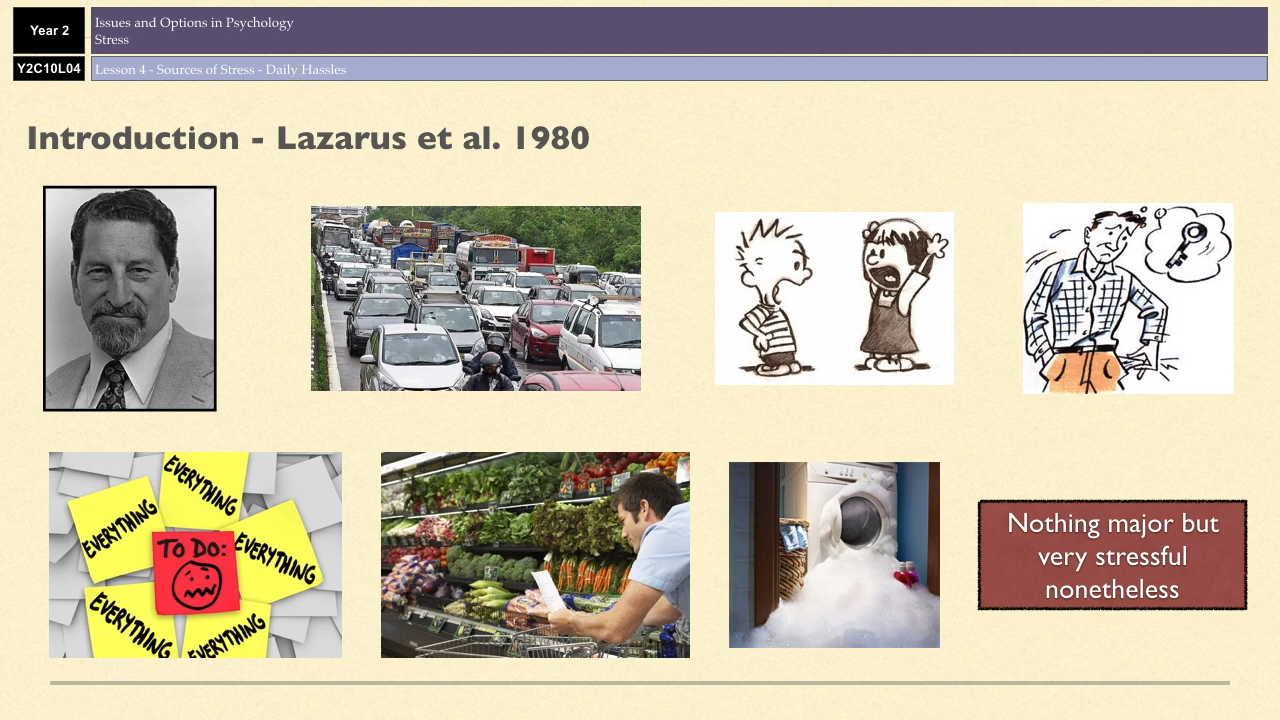 Year 2
Issues and Options in Psychology
Stress
Y2C10L04
Lesson 4 - Sources of Stress - Daily Hassles
Introduction - Lazarus et al. 1980
EVERYTHING
EVERYTHING
TO DO:
EVERYTHING
EVERYTHING
EVERYTHING
Nothing major but
very stressful
nonetheless